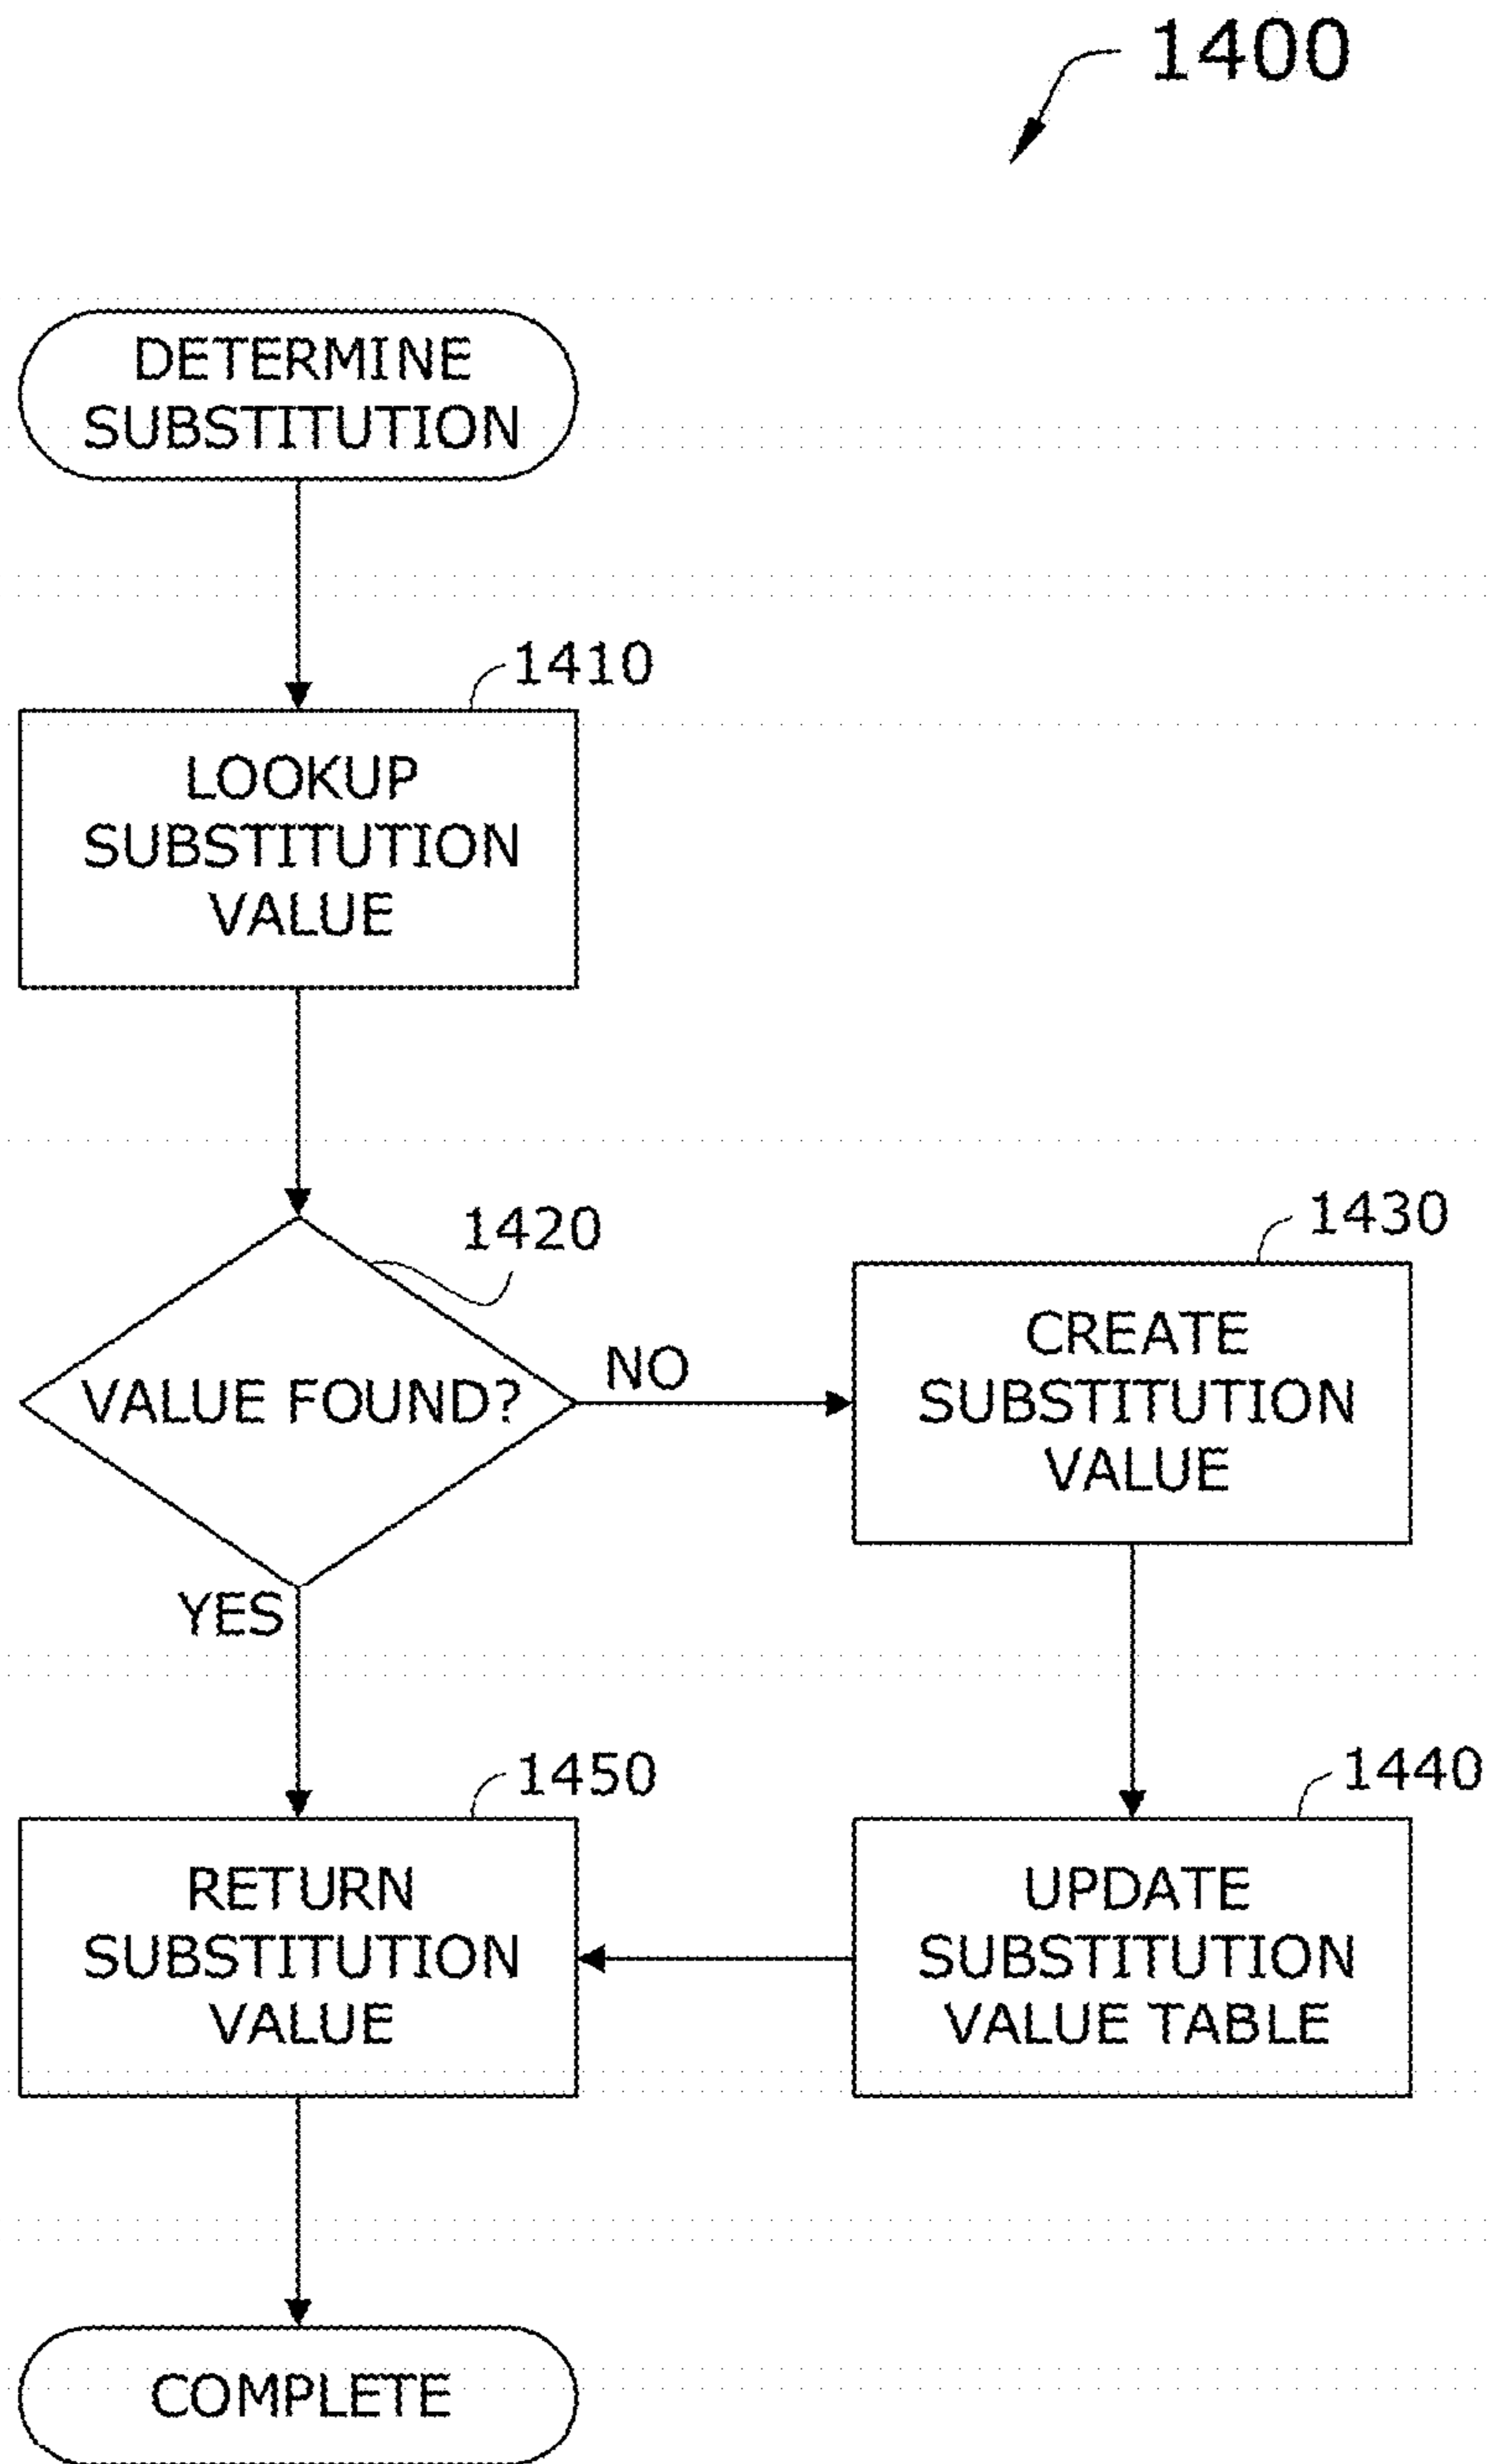 1400
DETERMINE
SUBSTITUTION
1410
LOOKUP
SUBSTITUTION
VALUE
1420
VALUE FOUND?
NO
YES
1430
CREATE
SUBSTITUTION
VALUE
1440
UPDATE
SUBSTITUTION
VALUE TABLE
1450
RETURN
SUBSTITUTION
VALUE
COMPLETE